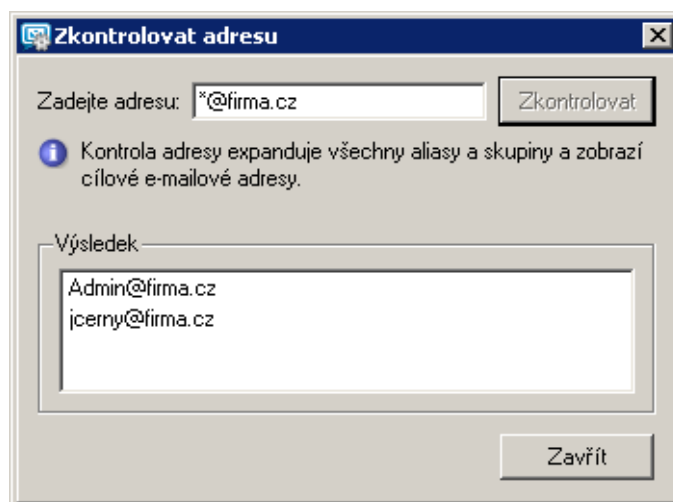 Zkontrolovat adresu
Zadejte adresu: *@firma.cz Zkontrolovat
Kontrola adresy expanduje všechny aliasy a skupiny a zobrazí
cílové e-mailové adresy.
Výsledek
Admin@firma.cz
jcerny@firma.cz
Zavřít